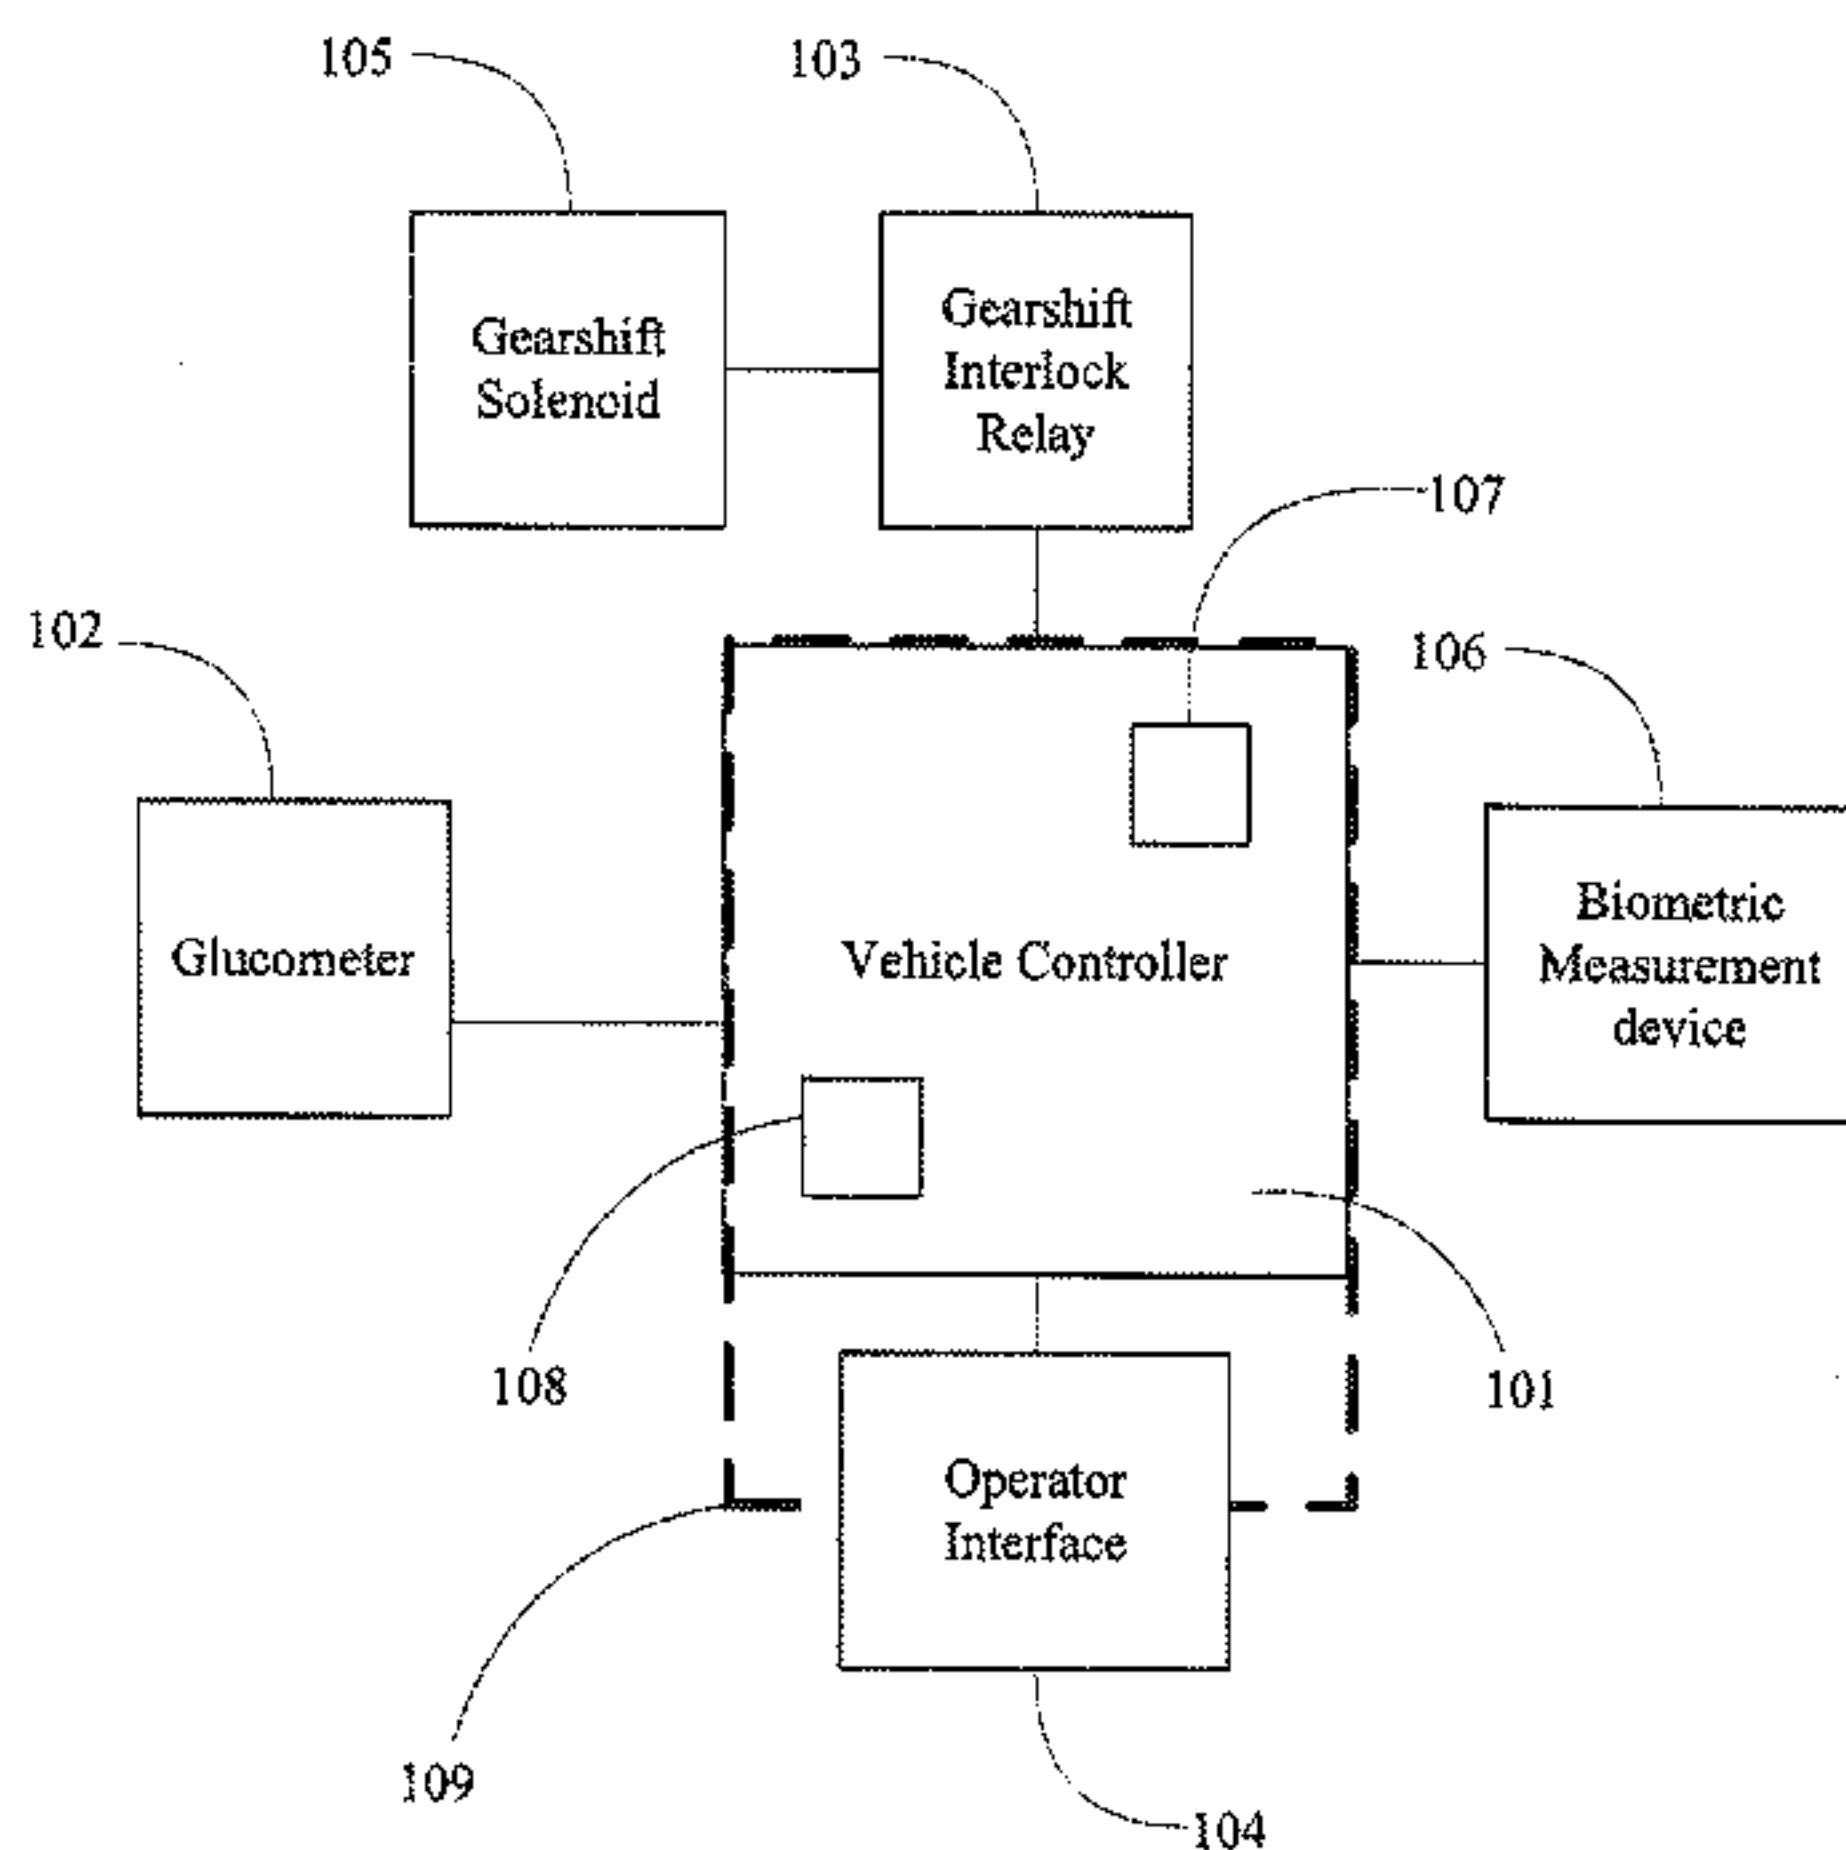 105
103
Gearshift
Solenoid
Gearshift
Interlock
Relay
107
102
106
Glucometer
Vehicle Controller
Biometric
Measurement
device
108
101
Operator
Interface
109
104